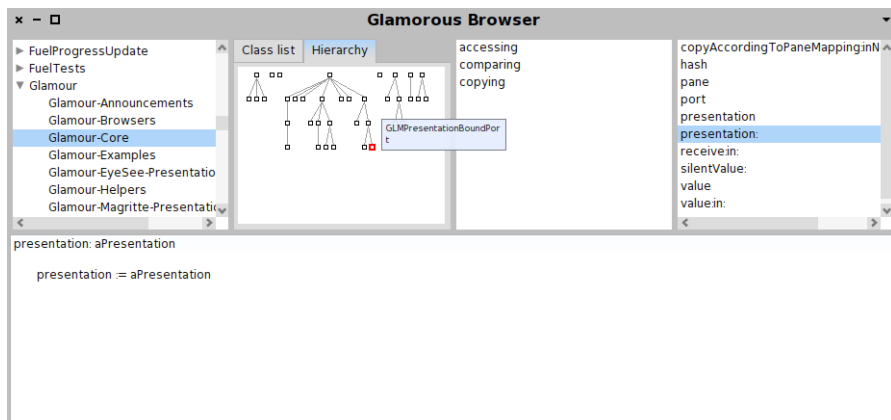 Glamorous Browser
FuelProgressUpdate
FuelTests
Glamour
Glamour-Announcements
Glamour-Browsers
Glamour-Core
Glamour-Examples
Glamour-EyeSee-Presentatio
Glamour-Helpers
Glamour-Magritte-Presentatio
Class list Hierarchy
GLMPresentationBoundPor
t
accessing
comparing
copying
copyAccordingToPaneMapping:inN
hash
pane
port
presentation
presentation:
receive:in:
silentValue:
value
value:in:
presentation: aPresentation
presentation := aPresentation